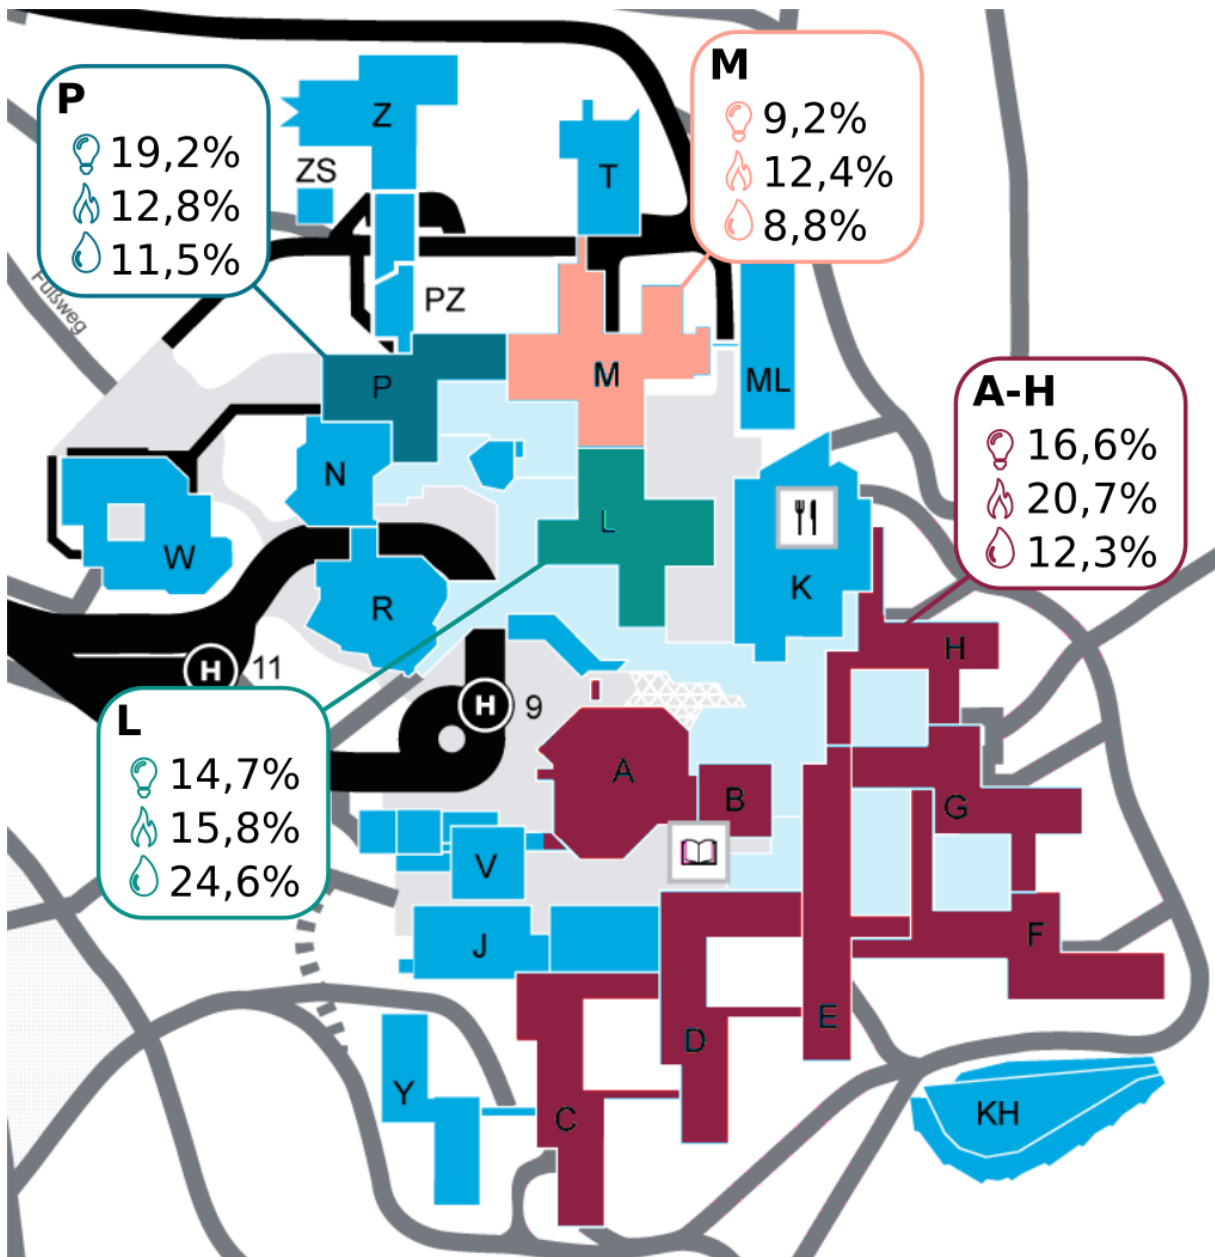 P
19,2%
12,8%
11,5%
M
9,2%
12,4%
8,8%
Z
ZS
T
Fußweg
PZ
P
M
ML
A-H
16,6%
20,7%
12,3%
N
L
W
R
K
H
H
11
H
9
L
14,7%
15,8%
24,6%
A
B
G
V
J
F
E
D
Y
C
KH